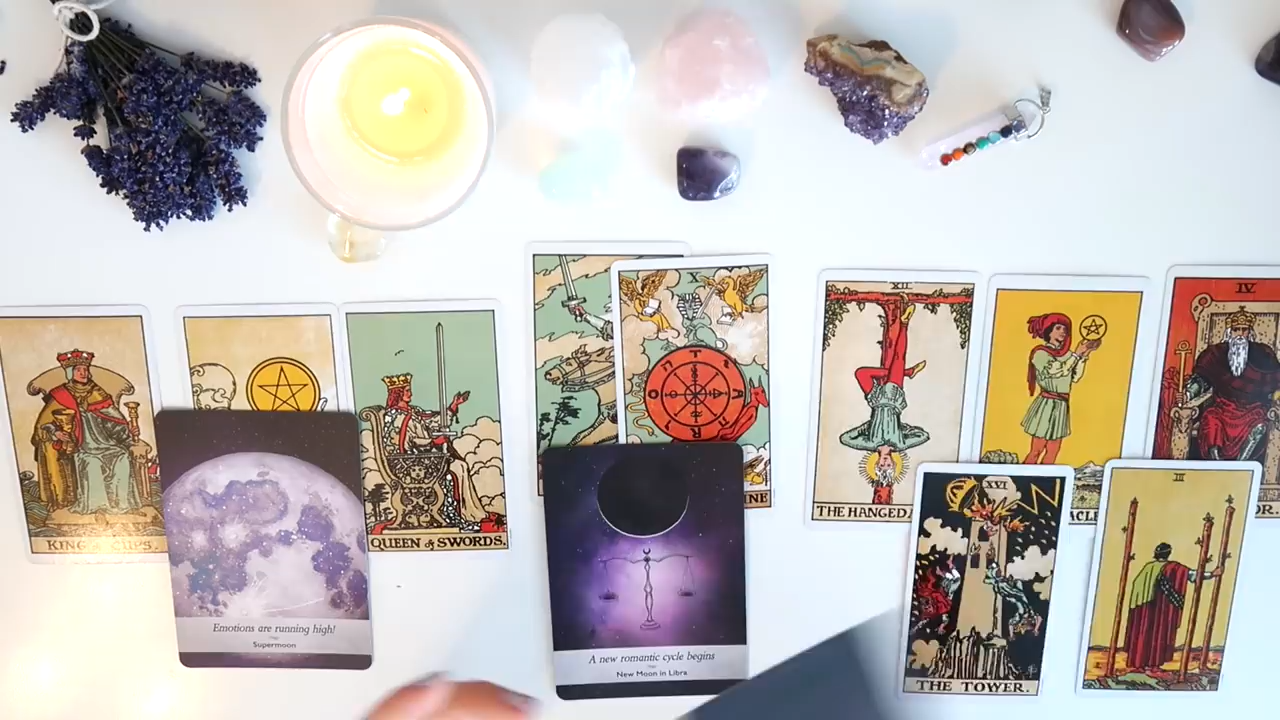 X
XII
IV
KING of CUPS.
QUEEN of SWORDS.
THE HANGED
XVI
III
Emotions are running high!
Supermoon
A new romantic cycle begins
New Moon in Libra
THE TOWER.